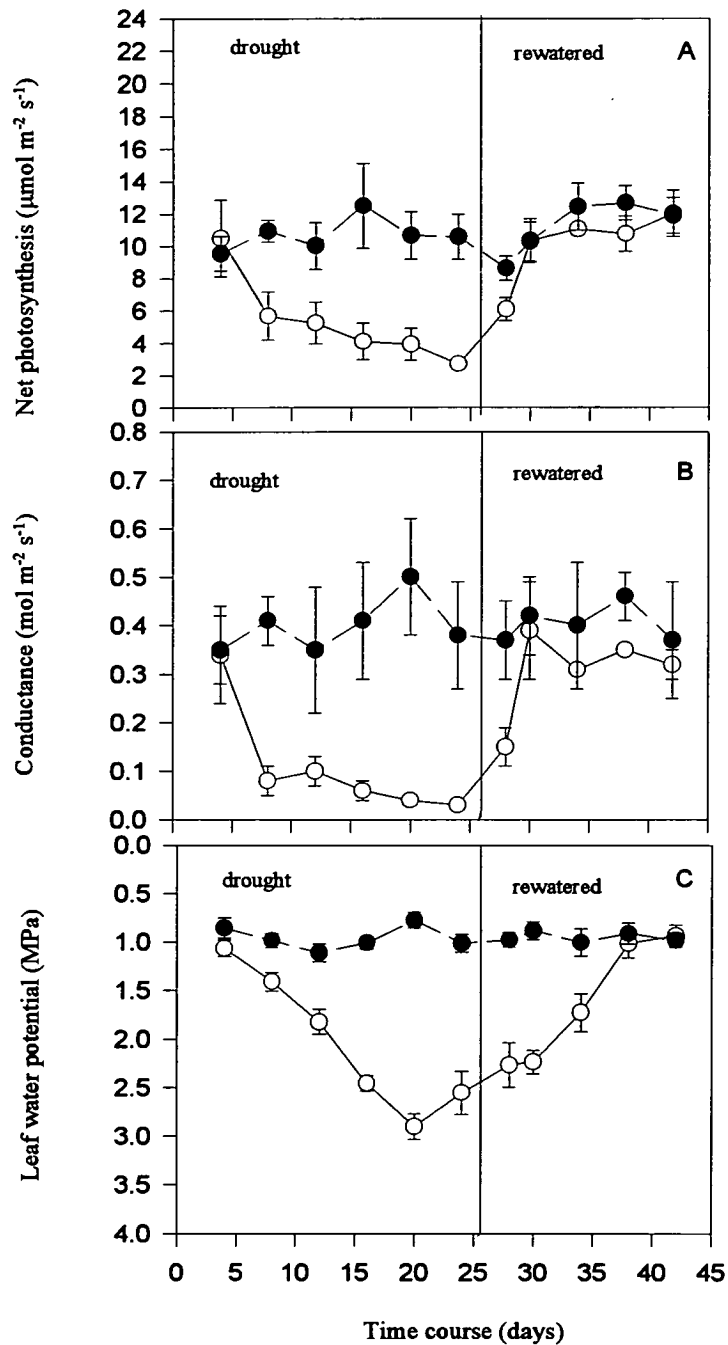 24
22
20
18
16
14
12
10
8
6
4
2
0
Net photosynthesis (µmol m-2 s-1)
drought
rewatered
A
0.8
0.7
0.6
0.5
0.4
0.3
0.2
0.1
0.0
Conductance (mol m-2 s-1)
drought
rewatered
B
0.0
0.5
1.0
1.5
2.0
2.5
3.0
3.5
4.0
Leaf water potential (MPa)
drought
rewatered
C
0 5 10 15 20 25 30 35 40 45
Time course (days)